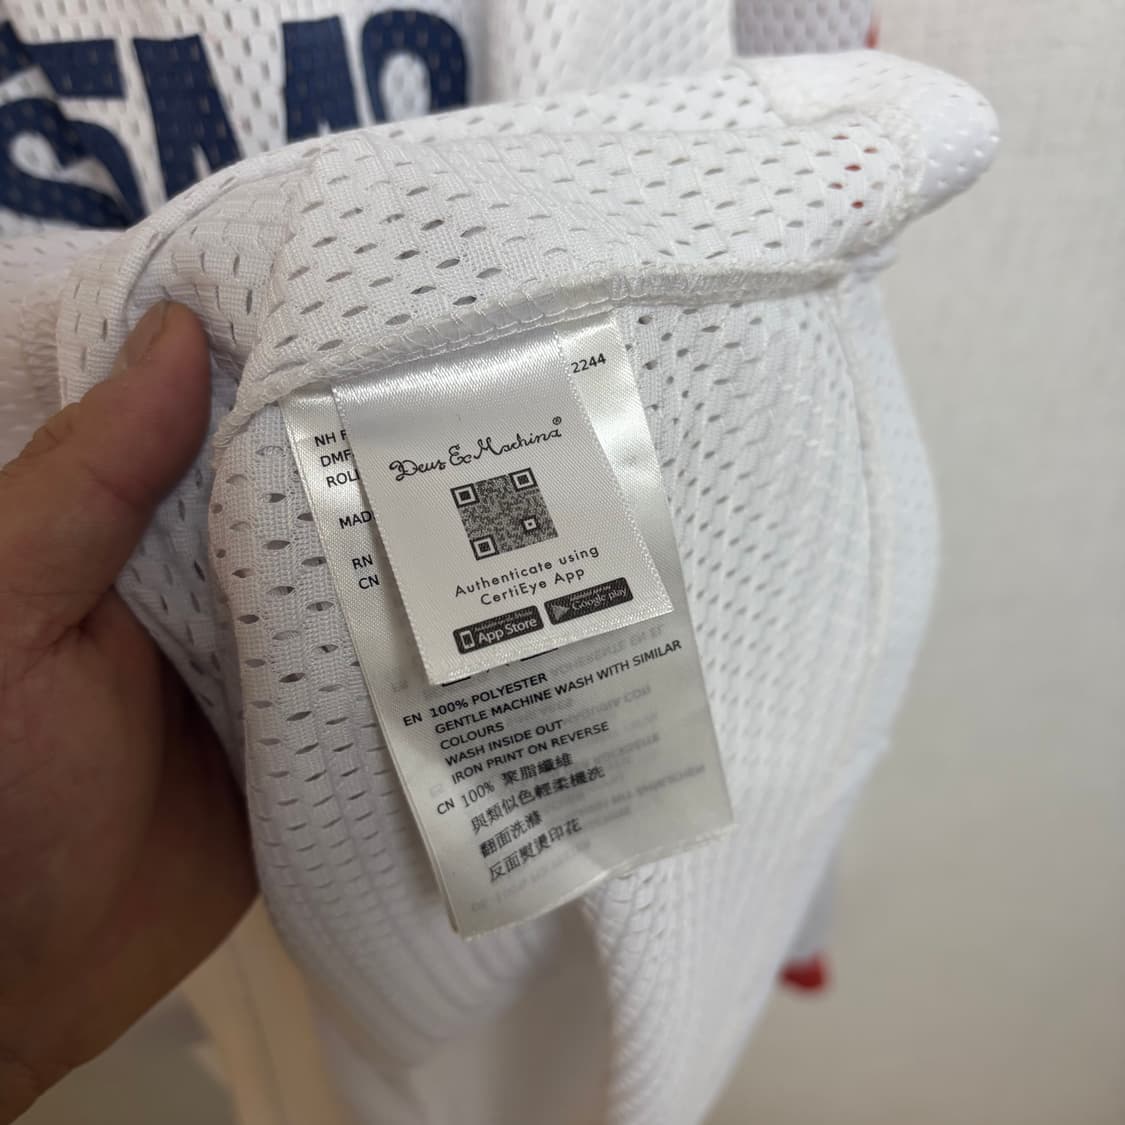 2244
NH
DMF
ROLL
MAD
RN
CN
Deus Ex Machina®
Authenticate using
CertiEye App
App Store
Google play
EN 100% POLYESTER
GENTLE MACHINE WASH WITH SIMILAR
COLOURS
WASH INSIDE OUT
IRON PRINT ON REVERSE
CN 100% 聚脂纖維
與類似色輕柔機洗
翻面洗滌
反面熨燙印花